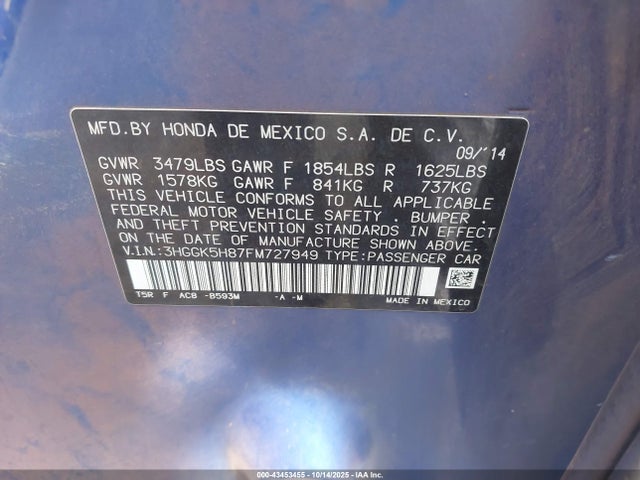 MFD.BY HONDA DE MEXICO S.A. DE C.V.
09/'14
GVWR 3479LBS GAWR F 1854LBS R 1625LBS
GVWR 1578KG GAWR F 841KG R 737KG
THIS VEHICLE CONFORMS TO ALL APPLICABLE
FEDERAL MOTOR VEHICLE SAFETY . BUMPER .
AND THEFT PREVENTION STANDARDS IN EFFECT
ON THE DATE OF MANUFACTURE SHOWN ABOVE.
V.I.N.:3HGGK5H87FM727949 TYPE:PASSENGER CAR
T5R F ACB -B593M -A -M MADE IN MEXICO
000-43453455 - 10/14/2025 - IAA Inc.